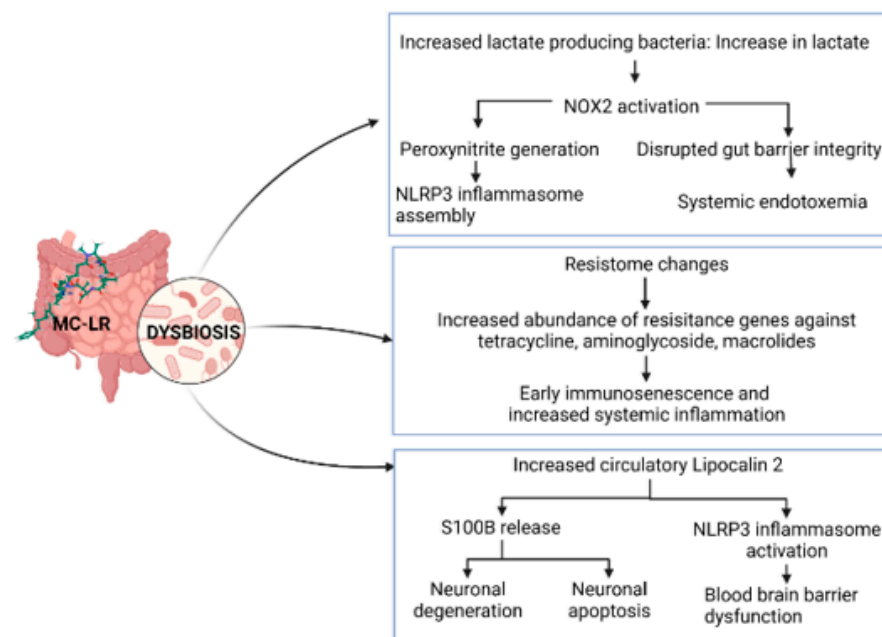 Increased lactate producing bacteria: Increase in lactate
NOX2 activation
Peroxynitrite generation
Disrupted gut barrier integrity
NLRP3 inflammasome
assembly
Systemic endotoxemia
MC-LR
DYSBIOSIS
Resistome changes
Increased abundance of resisitance genes against
tetracycline, aminoglycoside, macrolides
Early immunosenescence and
increased systemic inflammation
Increased circulatory Lipocalin 2
S100B release
NLRP3 inflammasome
activation
Neuronal
degeneration
Neuronal
apoptosis
Blood brain barrier
dysfunction